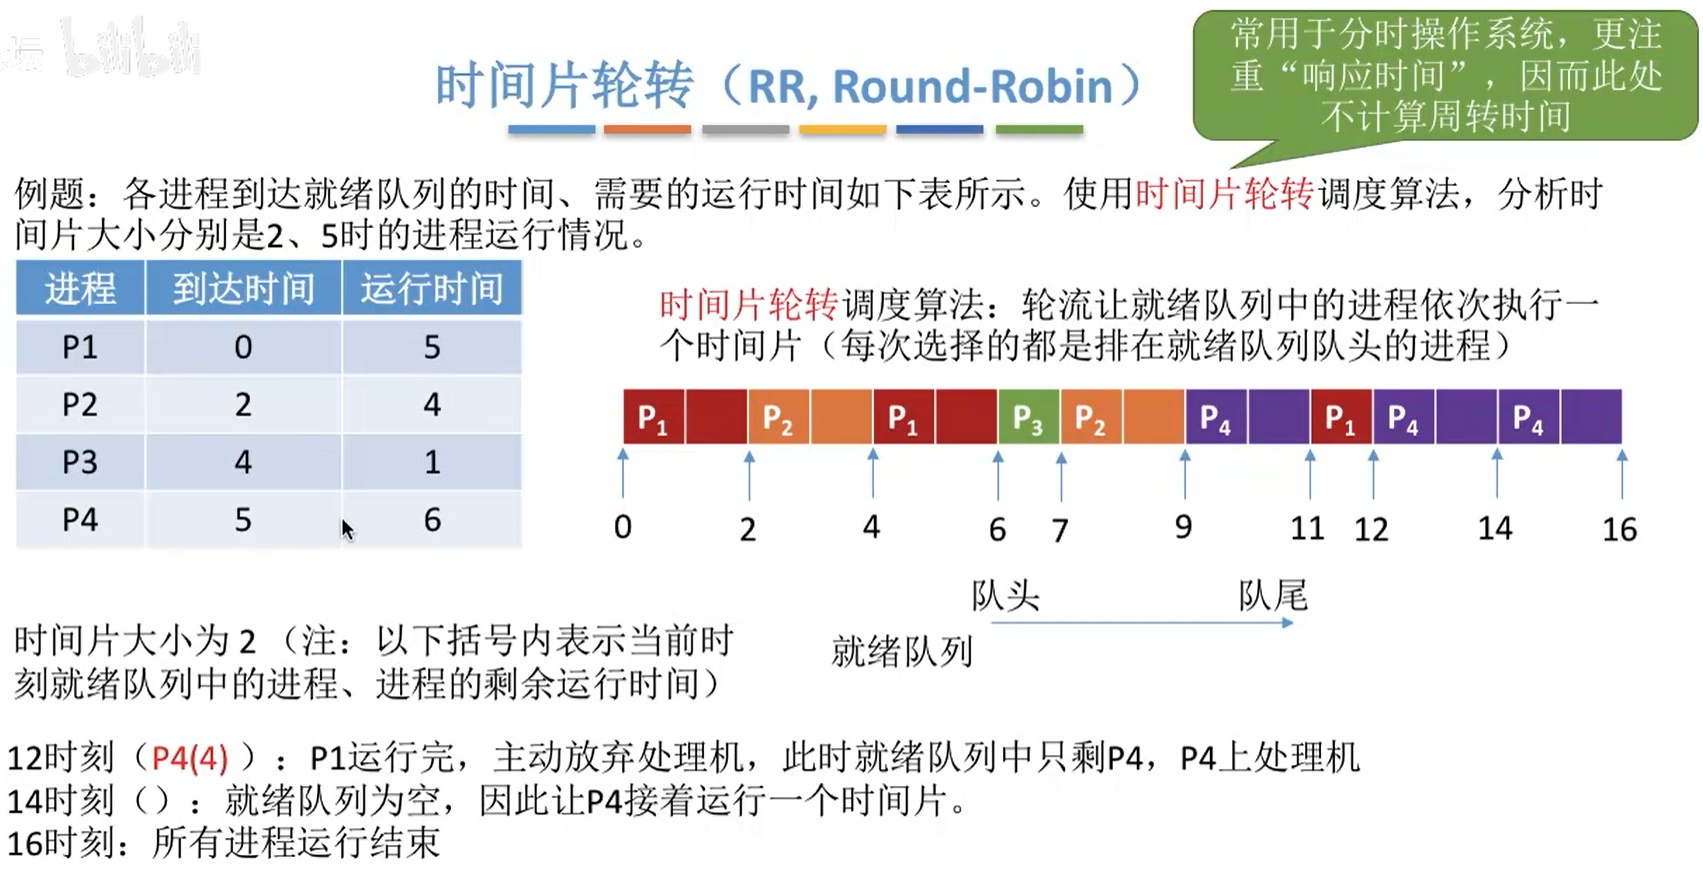 坛 bilibili
常用于分时操作系统，更注
重“响应时间”，因而此处
不计算周转时间
时间片轮转（RR, Round-Robin）
例题：各进程到达就绪队列的时间、需要的运行时间如下表所示。使用时间片轮转调度算法，分析时
间片大小分别是2、5时的进程运行情况。
进程 到达时间 运行时间
P1 0 5
P2 2 4
P3 4 1
P4 5 6
时间片轮转调度算法：轮流让就绪队列中的进程依次执行一
个时间片（每次选择的都是排在就绪队列队头的进程）
P1 P2 P1 P3 P2 P4 P1 P4 P4
0 2 4 6 7 9 11 12 14 16
队头 队尾
就绪队列
时间片大小为 2 （注：以下括号内表示当前时
刻就绪队列中的进程、进程的剩余运行时间）
12时刻（P4(4) ）：P1运行完，主动放弃处理机，此时就绪队列中只剩P4，P4上处理机
14时刻（）：就绪队列为空，因此让P4接着运行一个时间片。
16时刻：所有进程运行结束